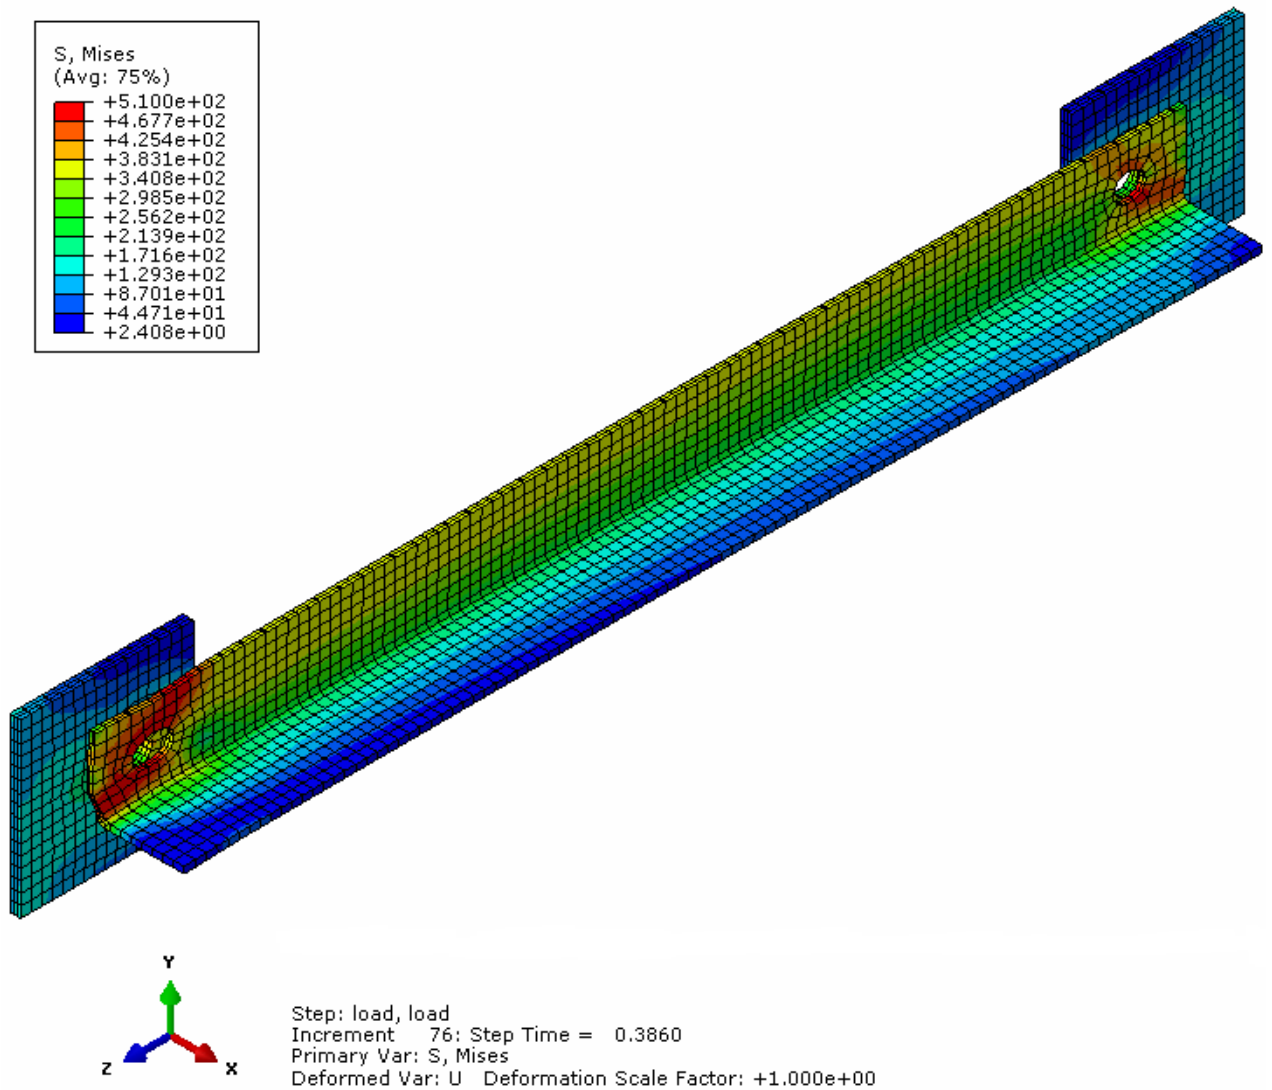 S, Mises
(Avg: 75%)
+5.100e+02
+4.677e+02
+4.254e+02
+3.831e+02
+3.408e+02
+2.985e+02
+2.562e+02
+2.139e+02
+1.716e+02
+1.293e+02
+8.701e+01
+4.471e+01
+2.408e+00
Y
Z
X
Step: load, load
Increment 76: Step Time = 0.3860
Primary Var: S, Mises
Deformed Var: U Deformation Scale Factor: +1.000e+00